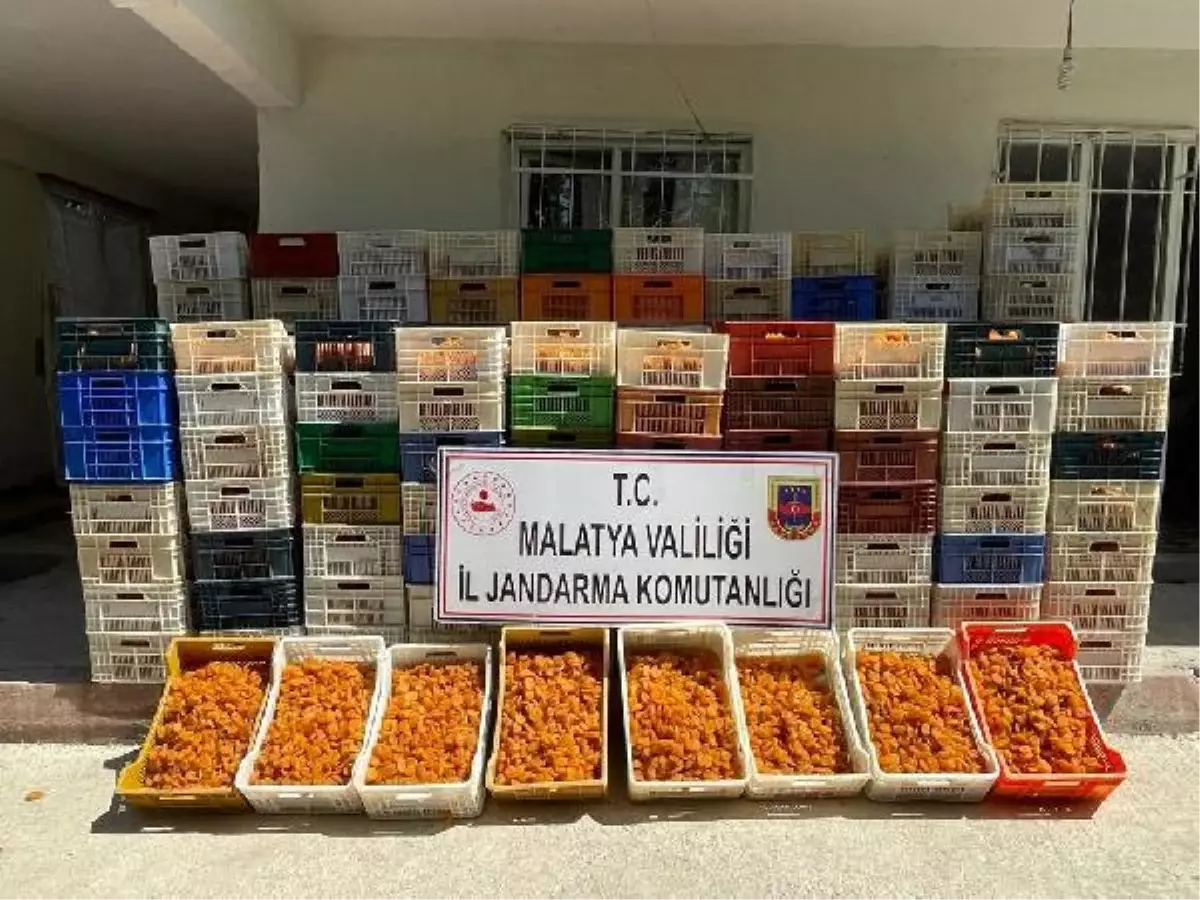 T.C.
MALATYA VALİLİĞİ
İL JANDARMA KOMUTANLIĞI